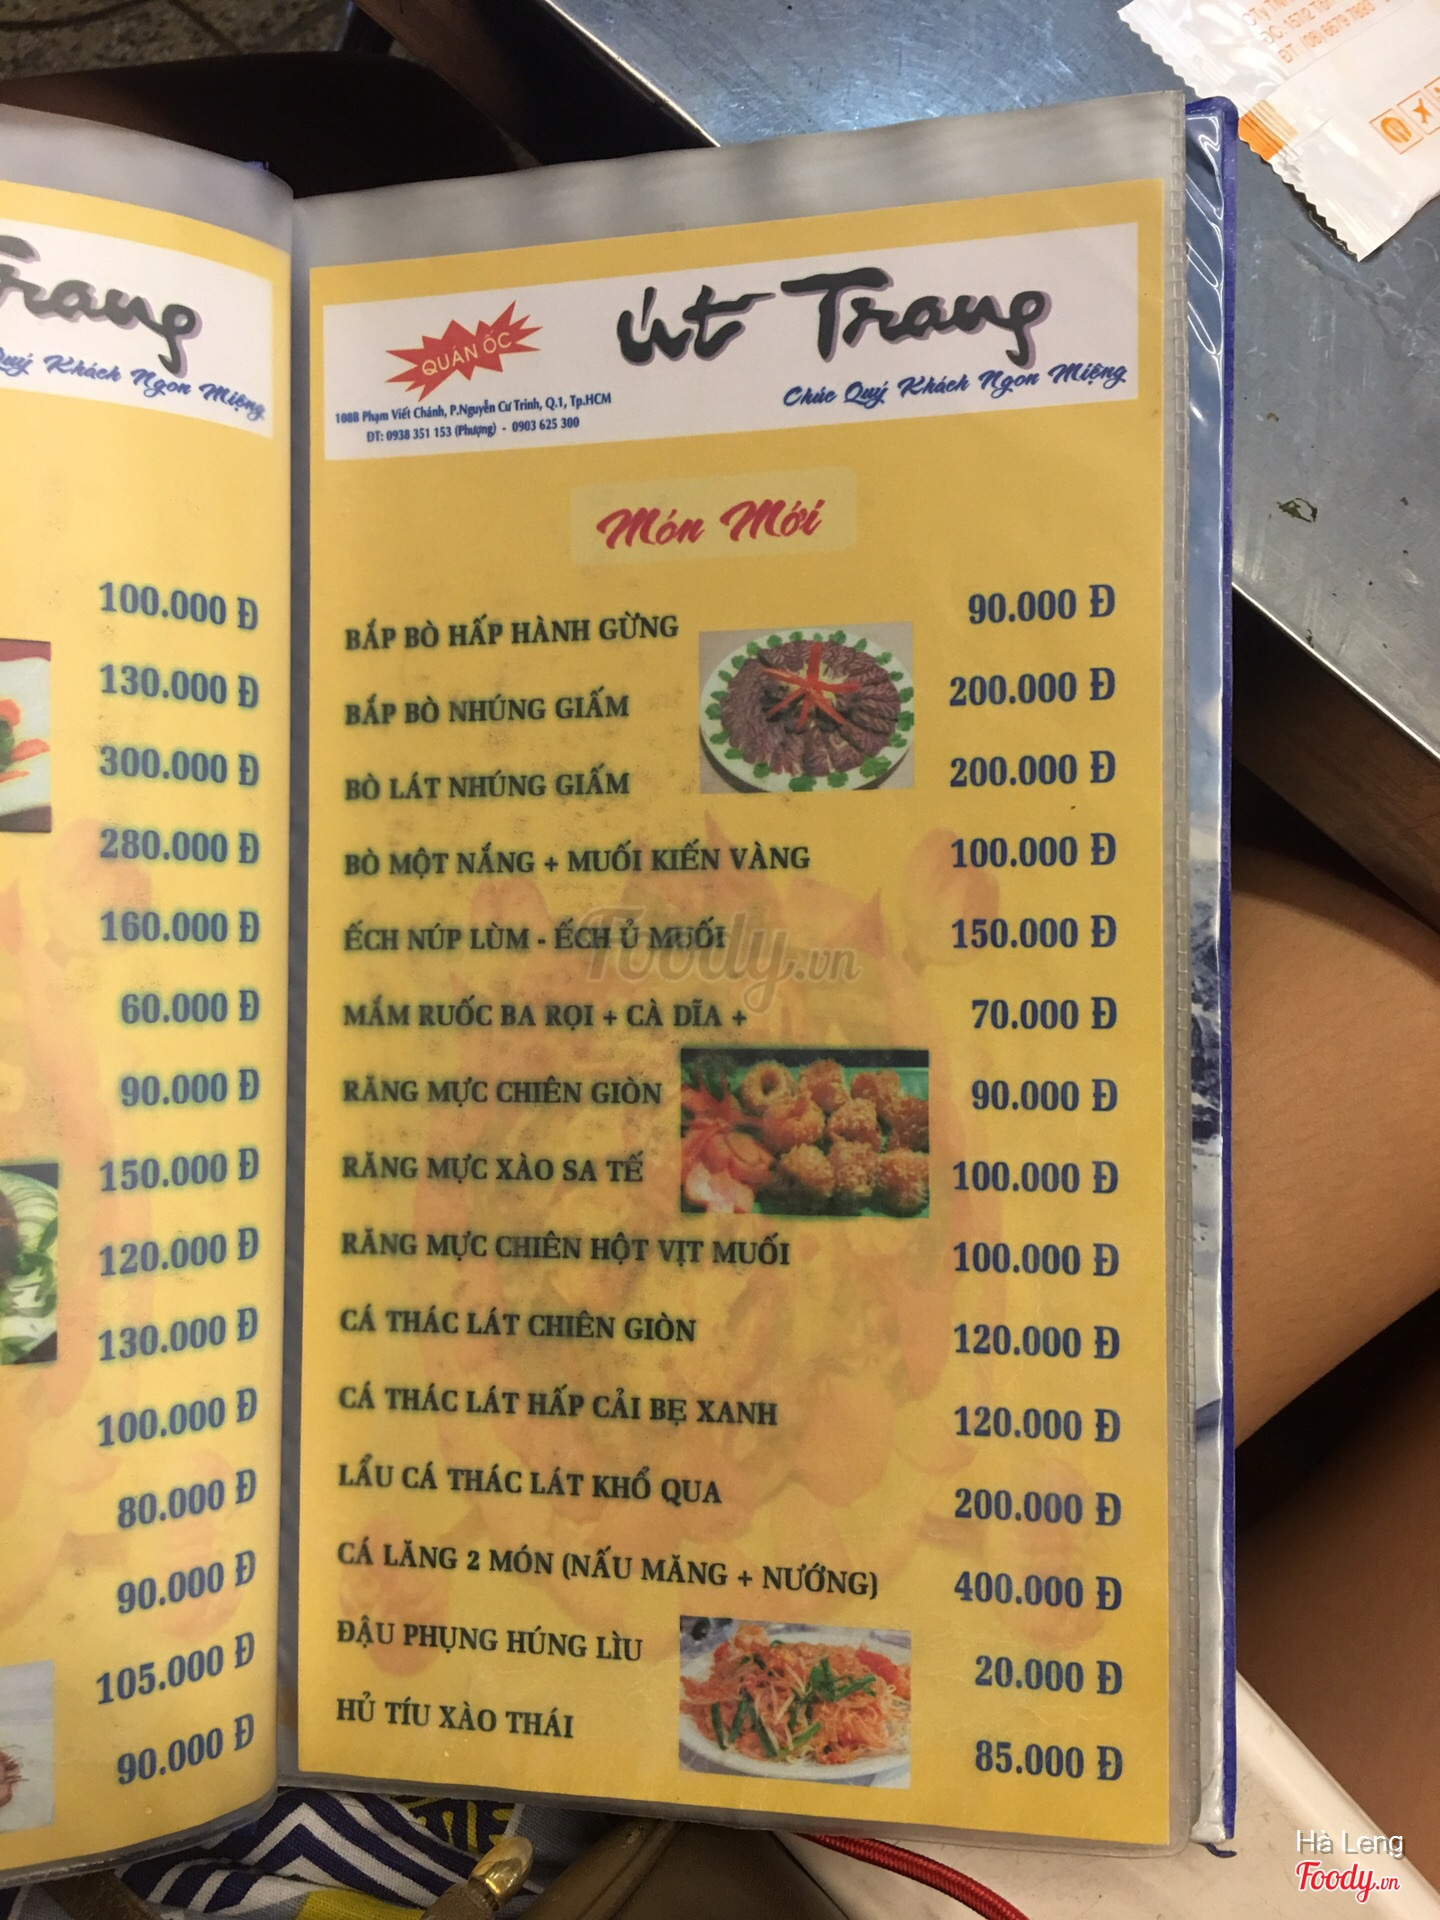 Trang
Quý Khách Ngon Miệng
100.000 Đ
130.000 Đ
300.000 Đ
280.000 Đ
160.000 Đ
60.000 Đ
90.000 Đ
150.000 Đ
120.000 Đ
130.000 Đ
100.000 Đ
80.000 Đ
90.000 Đ
105.000 Đ
90.000 Đ
QUÁN ỐC
Út Trang
108B Phạm Viết Chánh, P.Nguyễn Cư Trinh, Q.1, Tp.HCM
ĐT: 0938 351 153 (Phượng) - 0903 625 300
Chúc Quý Khách Ngon Miệng
Món Mới
BẮP BÒ HẤP HÀNH GỪNG 90.000 Đ
BẮP BÒ NHÚNG GIẤM 200.000 Đ
BÒ LÁT NHÚNG GIẤM 200.000 Đ
BÒ MỘT NẮNG + MUỐI KIẾN VÀNG 100.000 Đ
ẾCH NÚP LÙM - ẾCH Ủ MUỐI 150.000 Đ
MẮM RUỐC BA RỌI + CÀ DĨA + 70.000 Đ
RĂNG MỰC CHIÊN GIÒN 90.000 Đ
RĂNG MỰC XÀO SA TẾ 100.000 Đ
RĂNG MỰC CHIÊN HỘT VỊT MUỐI 100.000 Đ
CÁ THÁC LÁT CHIÊN GIÒN 120.000 Đ
CÁ THÁC LÁT HẤP CẢI BẸ XANH 120.000 Đ
LẨU CÁ THÁC LÁT KHỔ QUA 200.000 Đ
CÁ LĂNG 2 MÓN (NẤU MĂNG + NƯỚNG) 400.000 Đ
ĐẬU PHỤNG HÚNG LÌU 20.000 Đ
HỦ TÍU XÀO THÁI 85.000 Đ
Foody.vn
Hà Leng
Foody.vn